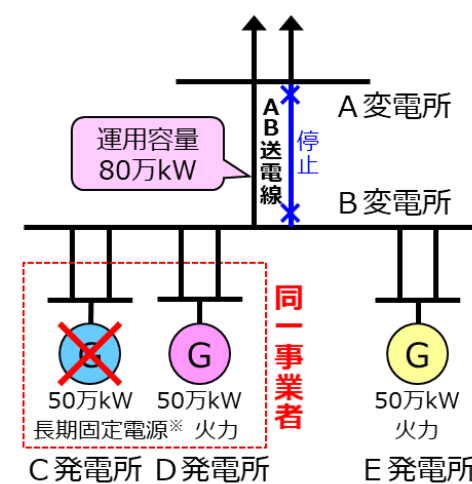 A変電所
AB送電線
停止
運用容量
80万kW
B変電所
同一事業者
G
G
G
50万kW
50万kW
50万kW
長期固定電源※
火力
火力
C発電所
D発電所
E発電所